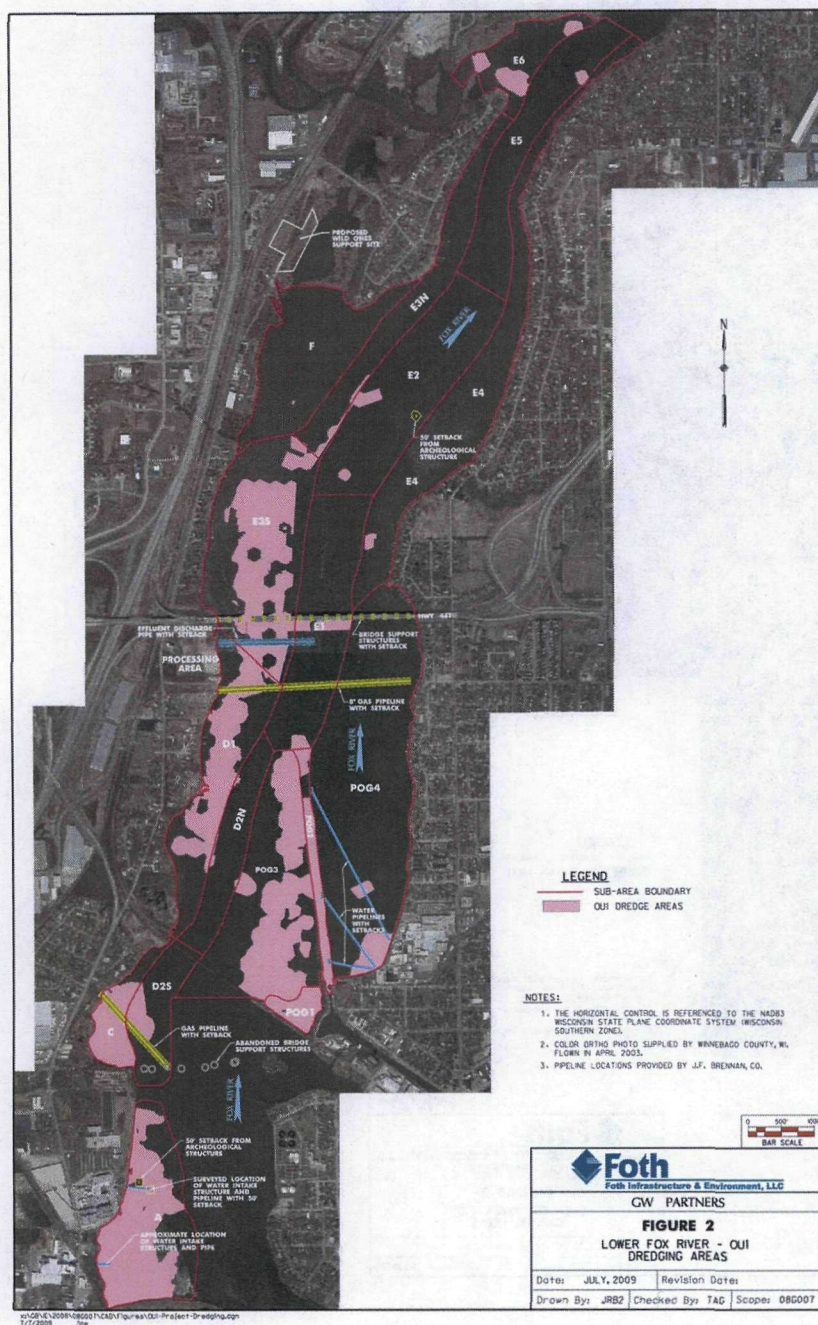 E6
E5
PROPOSED
WILD ONES
SUPPORT SITE
E3N
FOX RIVER
F
E2
E4
50' SETBACK
FROM
ARCHEOLOGICAL
STRUCTURE
E4
E3S
N
HWY 441
EFFLUENT DISCHARGE
PIPE WITH SETBACK
BRIDGE SUPPORT
STRUCTURES
WITH SETBACK
PROCESSING
AREA
8" GAS PIPELINE
WITH SETBACK
D1
FOX RIVER
POG4
D2N
POG3
WATER
PIPELINES
WITH
SETBACKS
D2S
POG1
C
GAS PIPELINE
WITH SETBACK
ABANDONED BRIDGE
SUPPORT STRUCTURES
FOX RIVER
50' SETBACK FROM
ARCHEOLOGICAL
STRUCTURE
SURVEYED LOCATION
OF WATER INTAKE
STRUCTURE AND
PIPELINE WITH 50'
SETBACK
A
APPROXIMATE LOCATION
OF WATER INTAKE
STRUCTURE AND PIPE
LEGEND
SUB-AREA BOUNDARY
OU1 DREDGE AREAS
NOTES:
1. THE HORIZONTAL CONTROL IS REFERENCED TO THE NAD83
WISCONSIN STATE PLANE COORDINATE SYSTEM (WISCONSIN
SOUTHERN ZONE).
2. COLOR ORTHO PHOTO SUPPLIED BY WINNEBAGO COUNTY, WI,
FLOWN IN APRIL 2003.
3. PIPELINE LOCATIONS PROVIDED BY J.F. BRENNAN, CO.
0 500'
BAR SCALE
Foth
Foth Infrastructure & Environment, LLC
GW PARTNERS
FIGURE 2
LOWER FOX RIVER - OU1
DREDGING AREAS
Date: JULY, 2009 Revision Date:
Drown By: JRB2 Checked By: TAG Scope: 08G007